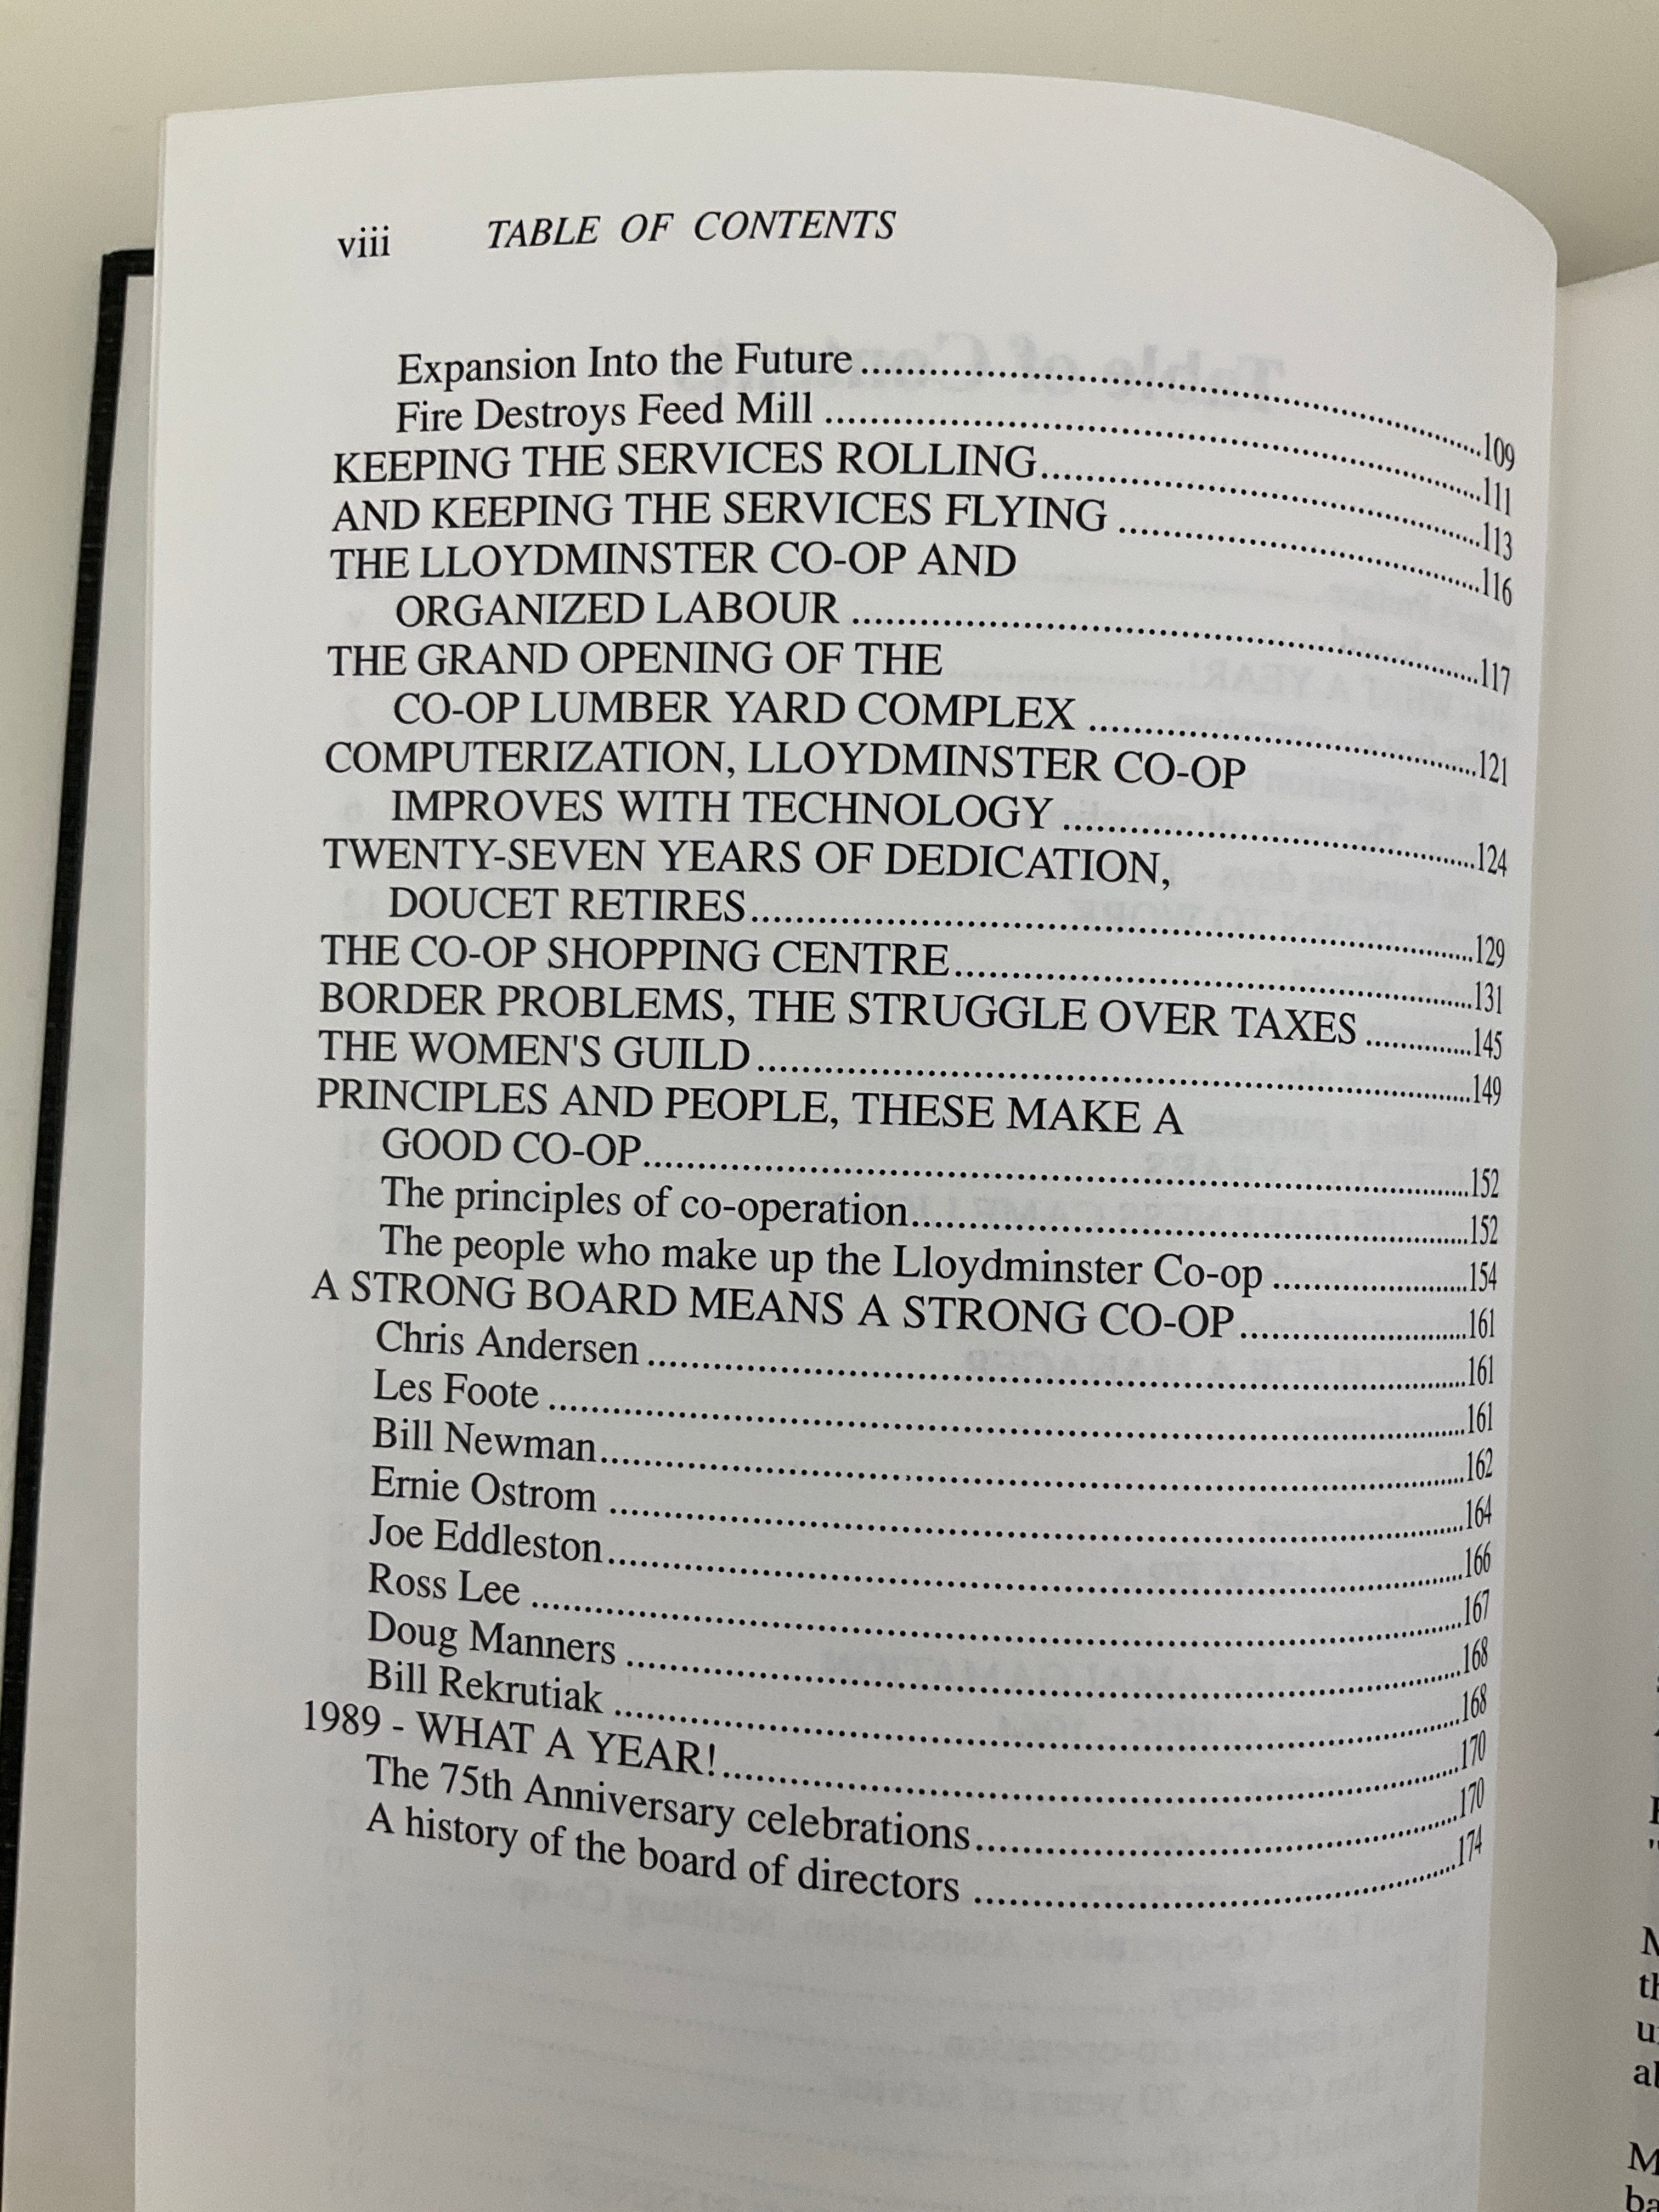 viii TABLE OF CONTENTS
Expansion Into the Future................109
Fire Destroys Feed Mill ................111
KEEPING THE SERVICES ROLLING................113
AND KEEPING THE SERVICES FLYING ................116
THE LLOYDMINSTER CO-OP AND
ORGANIZED LABOUR ................117
THE GRAND OPENING OF THE
CO-OP LUMBER YARD COMPLEX ................121
COMPUTERIZATION, LLOYDMINSTER CO-OP
IMPROVES WITH TECHNOLOGY ................124
TWENTY-SEVEN YEARS OF DEDICATION,
DOUCET RETIRES................129
THE CO-OP SHOPPING CENTRE................131
BORDER PROBLEMS, THE STRUGGLE OVER TAXES ................145
THE WOMEN'S GUILD................149
PRINCIPLES AND PEOPLE, THESE MAKE A
GOOD CO-OP................152
The principles of co-operation................152
The people who make up the Lloydminster Co-op ................154
A STRONG BOARD MEANS A STRONG CO-OP................161
Chris Andersen ................161
Les Foote ................161
Bill Newman................162
Ernie Ostrom ................164
Joe Eddleston................166
Ross Lee ................167
Doug Manners ................168
Bill Rekrutiak ................168
1989 - WHAT A YEAR!................170
The 75th Anniversary celebrations................170
A history of the board of directors ................174